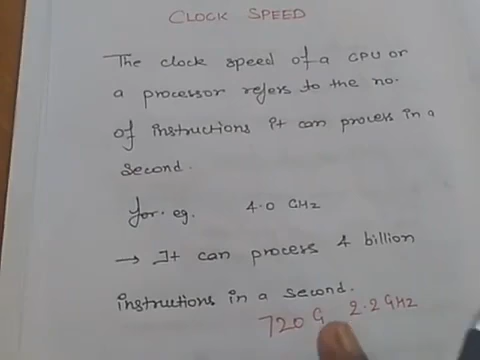 CLOCK SPEED
The clock speed of a CPU or
a processor refers to the no.
of instructions it can process in a
second.
for. eg. 4.0 GHz
→ It can process 4 billion
instructions in a second.
720 G 2.2 GHz